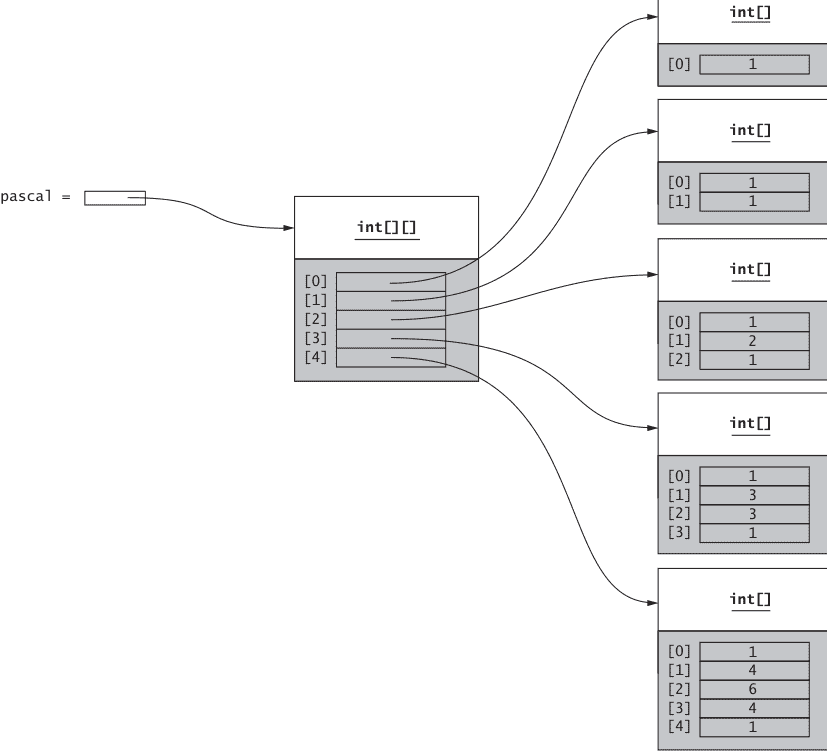 pascal =
int[][]
[0]
[1]
[2]
[3]
[4]
int[]
[0] 1
int[]
[0] 1
[1] 1
int[]
[0] 1
[1] 2
[2] 1
int[]
[0] 1
[1] 3
[2] 3
[3] 1
int[]
[0] 1
[1] 4
[2] 6
[3] 4
[4] 1